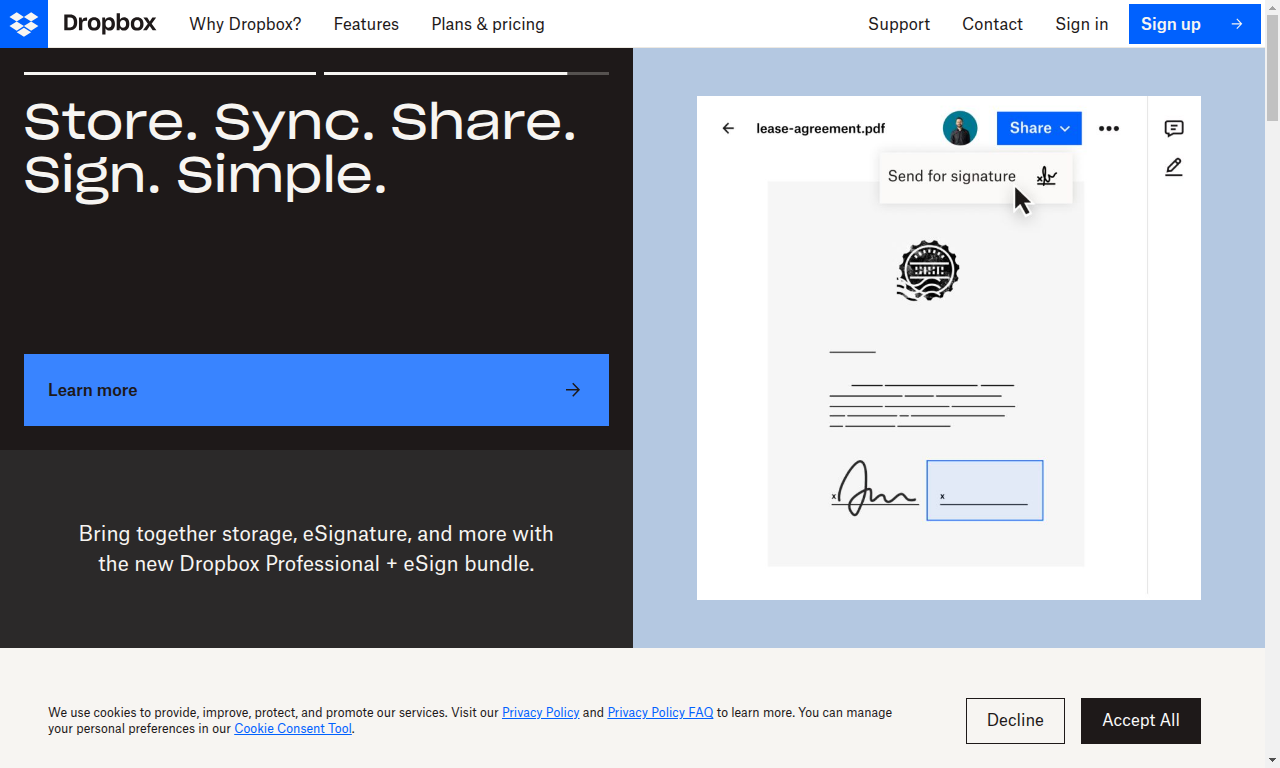 Dropbox
Why Dropbox?
Features
Plans & pricing
Support
Contact
Sign in
Sign up
Store. Sync. Share.
Sign. Simple.
Learn more
Bring together storage, eSignature, and more with
the new Dropbox Professional + eSign bundle.
lease-agreement.pdf
Share
Send for signature
x
x
We use cookies to provide, improve, protect, and promote our services. Visit our Privacy Policy and Privacy Policy FAQ to learn more. You can manage
your personal preferences in our Cookie Consent Tool.
Decline
Accept All